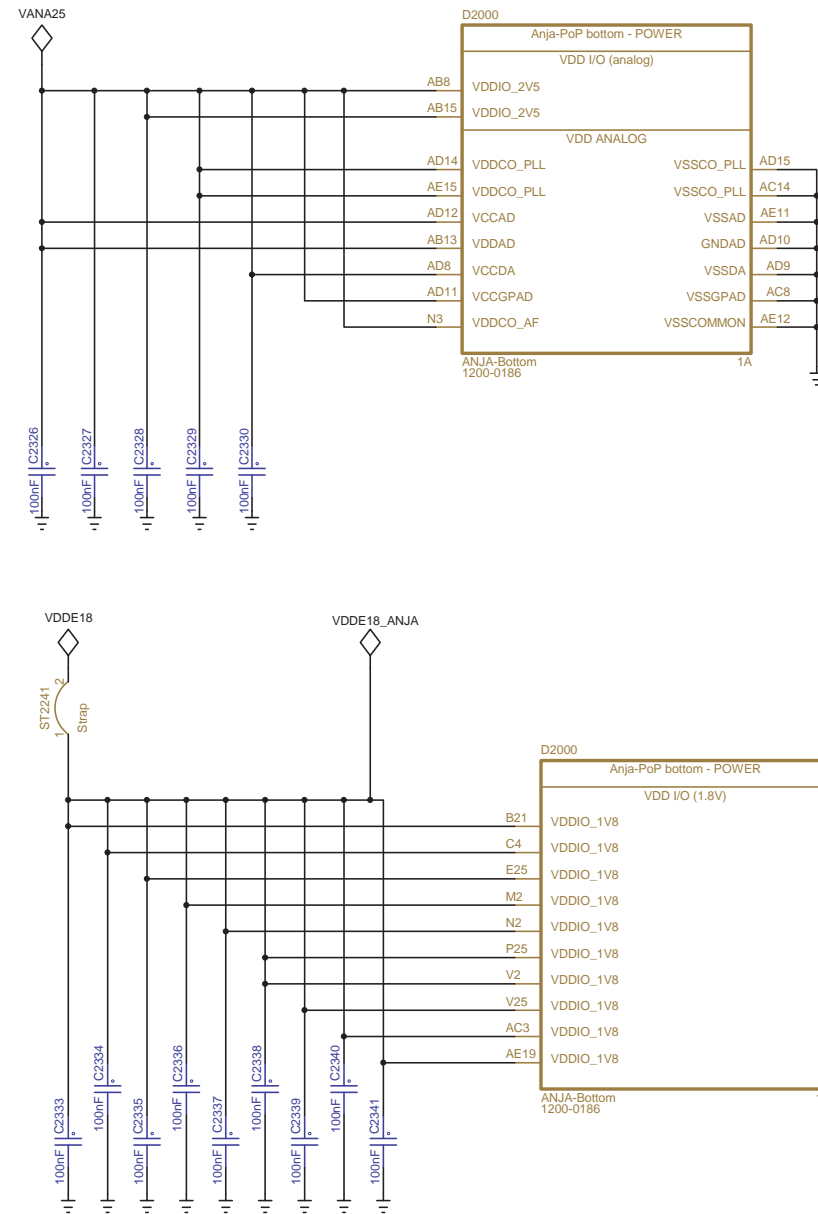 VANA25
D2000
Anja-PoP bottom - POWER
VDD I/O (analog)
AB8 VDDIO_2V5
AB15 VDDIO_2V5
VDD ANALOG
AD14 VDDCO_PLL VSSCO_PLL AD15
AE15 VDDCO_PLL VSSCO_PLL AC14
AD12 VCCAD VSSAD AE11
AB13 VDDAD GNDAD AD10
AD8 VCCDA VSSDA AD9
AD11 VCCGPAD VSSGPAD AC8
N3 VDDCO_AF VSSCOMMON AE12
ANJA-Bottom 1A
1200-0186
C2326 C2327 C2328 C2329 C2330
100nF 100nF 100nF 100nF 100nF
VDDE18 VDDE18_ANJA
ST2241 1 2
Strap
D2000
Anja-PoP bottom - POWER
VDD I/O (1.8V)
B21 VDDIO_1V8
C4 VDDIO_1V8
E25 VDDIO_1V8
M2 VDDIO_1V8
N2 VDDIO_1V8
P25 VDDIO_1V8
V2 VDDIO_1V8
V25 VDDIO_1V8
AC3 VDDIO_1V8
AE19 VDDIO_1V8
ANJA-Bottom
1200-0186
C2334 C2336 C2338 C2340
100nF 100nF 100nF 100nF
C2333 C2335 C2337 C2339 C2341
100nF 100nF 100nF 100nF 100nF